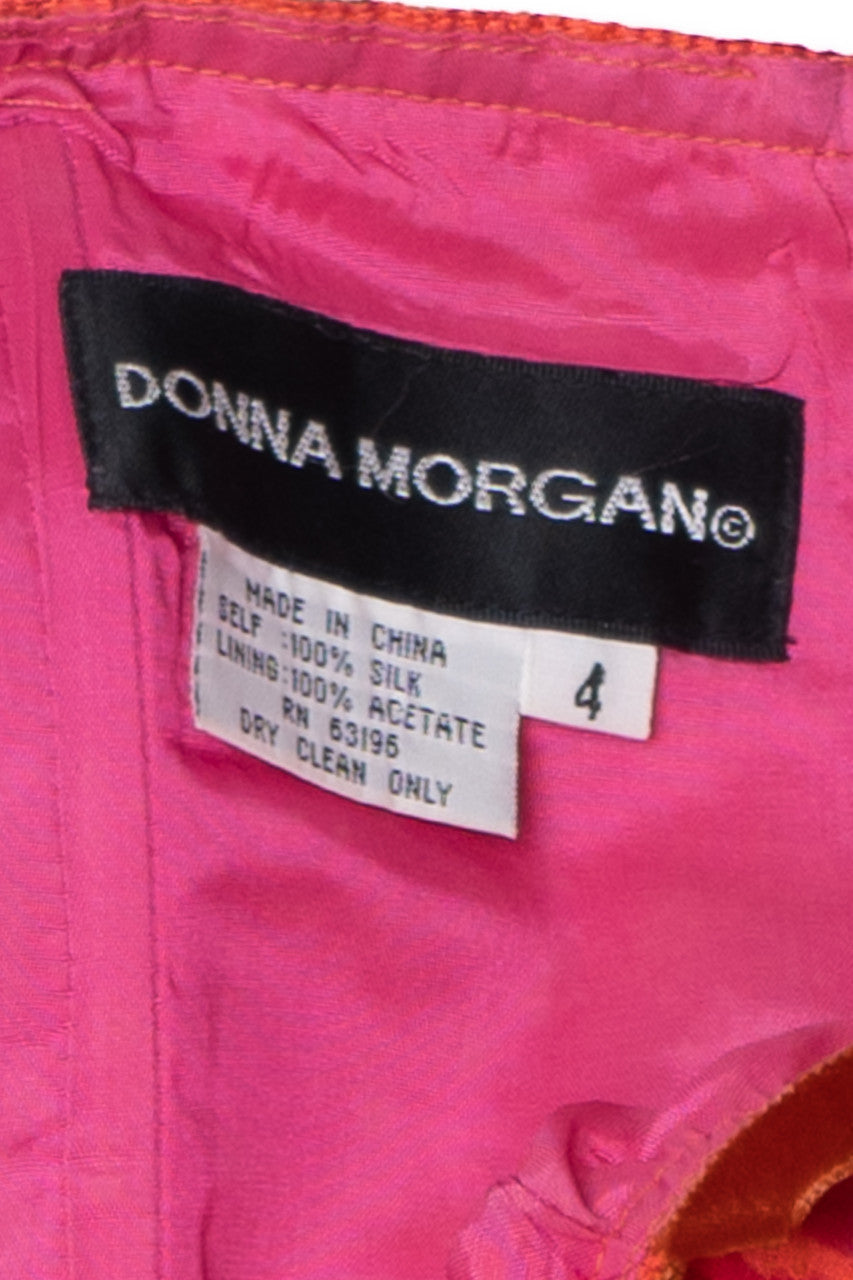 DONNA MORGAN©
MADE IN CHINA
SELF :100% SILK
LINING:100% ACETATE
RN 63196
DRY CLEAN ONLY
4